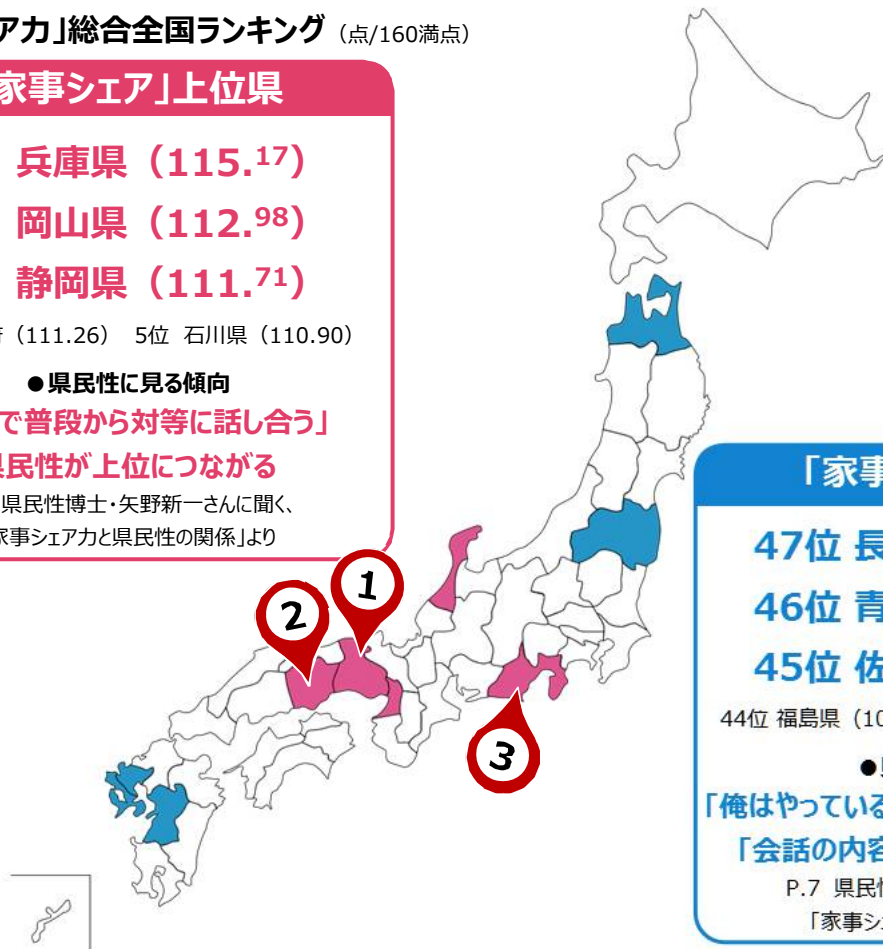 ア力」総合全国ランキング（点/160満点）
家事シェア」上位県
兵庫県（115.17）
岡山県（112.98）
静岡県（111.71）
（111.26） 5位 石川県（110.90）
●県民性に見る傾向
で普段から対等に話し合う」
県民性が上位につながる
県民性博士・矢野新一さんに聞く、
家事シェア力と県民性の関係」より
1
2
3
「家事
47位 長
46位 青
45位 佐
44位 福島県（10
●
「俺はやっている
「会話の内容
P.7 県民性
「家事シ